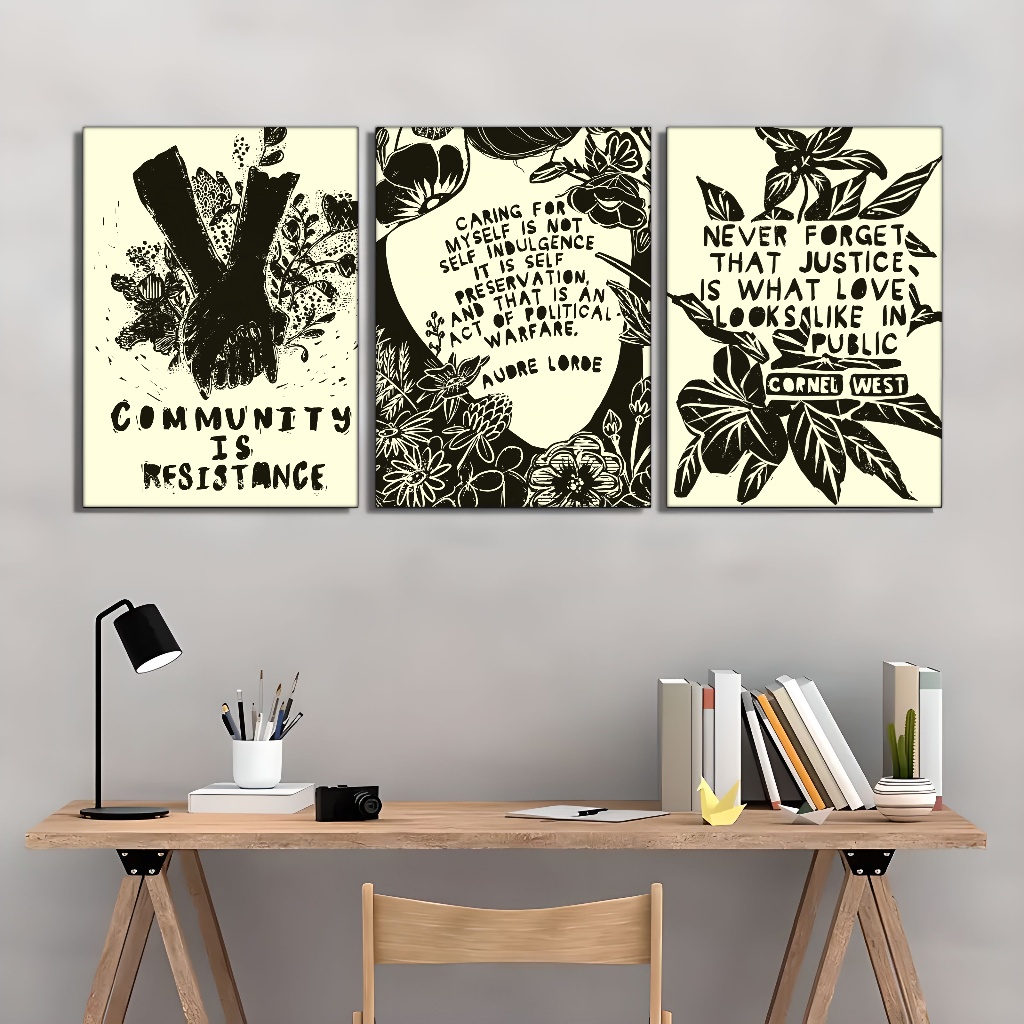 COMMUNITY
IS
RESISTANCE
CARING FOR
MYSELF IS NOT
SELF INDULGENCE
IT IS SELF
PRESERVATION,
AND THAT IS AN
ACT OF POLITICAL
WARFARE.
AUDRE LORDE
NEVER FORGET
THAT JUSTICE
IS WHAT LOVE
LOOKS LIKE IN
PUBLIC
CORNEL WEST